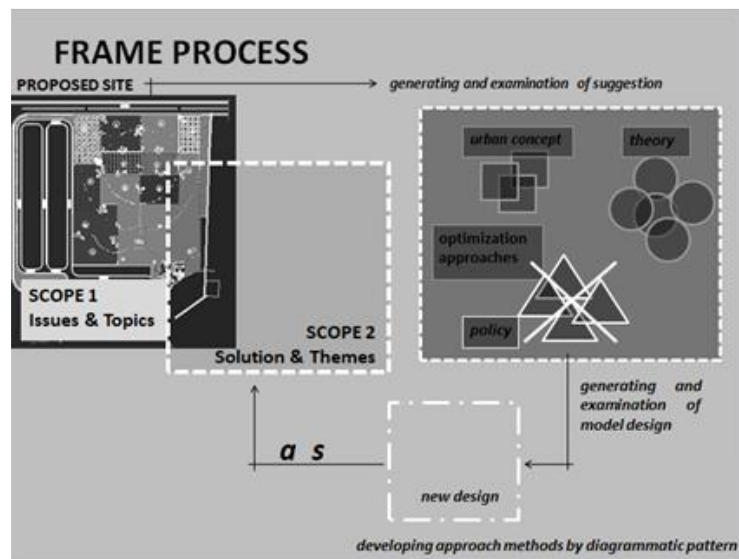 FRAME PROCESS
PROPOSED SITE
generating and examination of suggestion
urban concept
theory
optimization
approaches
policy
SCOPE 1
Issues & Topics
SCOPE 2
Solution & Themes
generating and
examination of
model design
a s
new design
developing approach methods by diagrammatic pattern